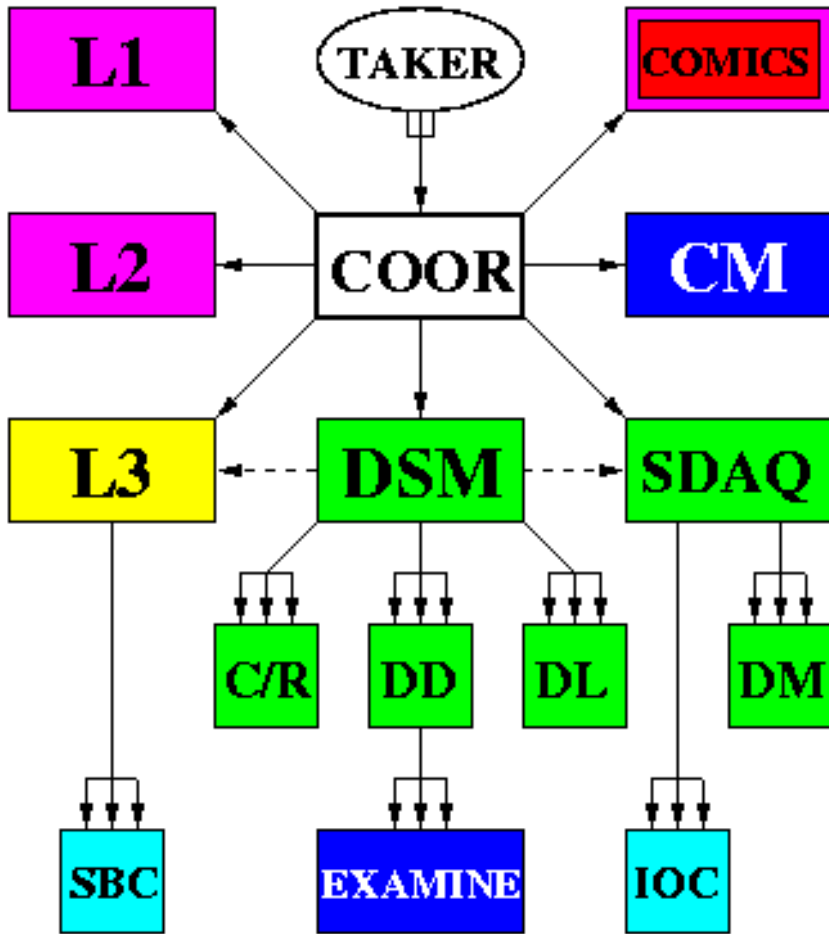 L1
TAKER
COMICS
L2
COOR
CM
L3
DSM
SDAQ
C/R
DD
DL
DM
SBC
EXAMINE
IOC